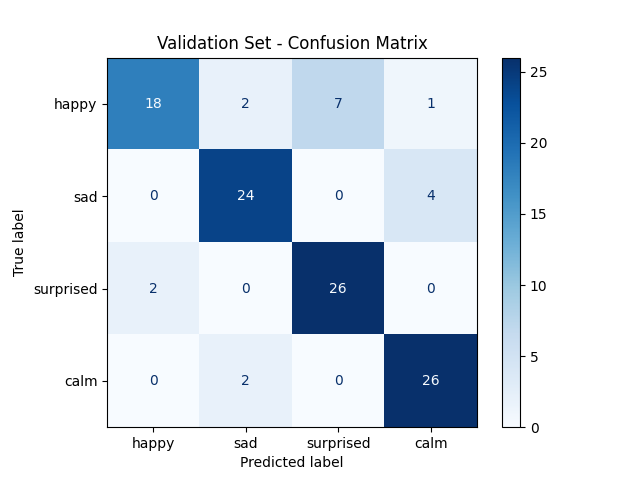 Validation Set - Confusion Matrix
happy 18 2 7 1
sad 0 24 0 4
surprised 2 0 26 0
calm 0 2 0 26
happy sad surprised calm
Predicted label
True label
25
20
15
10
5
0